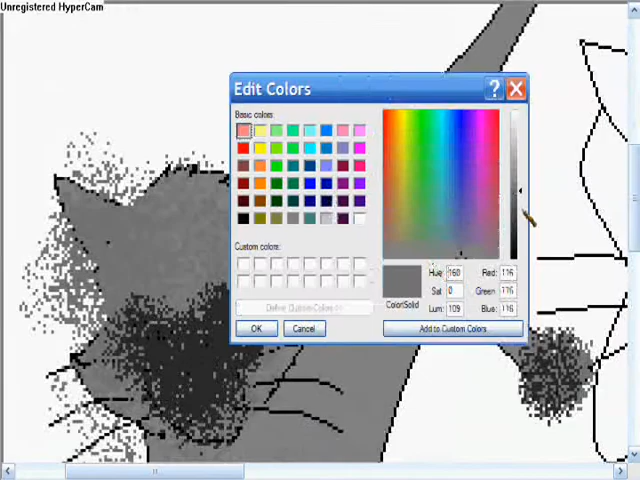 Unregistered HyperCam
Edit Colors
Basic colors:
Custom colors:
Define Custom Colors >>
OK
Cancel
Hue: 160
Sat: 0
Lum: 109
Red: 116
Green: 116
Blue: 116
Color|Solid
Add to Custom Colors